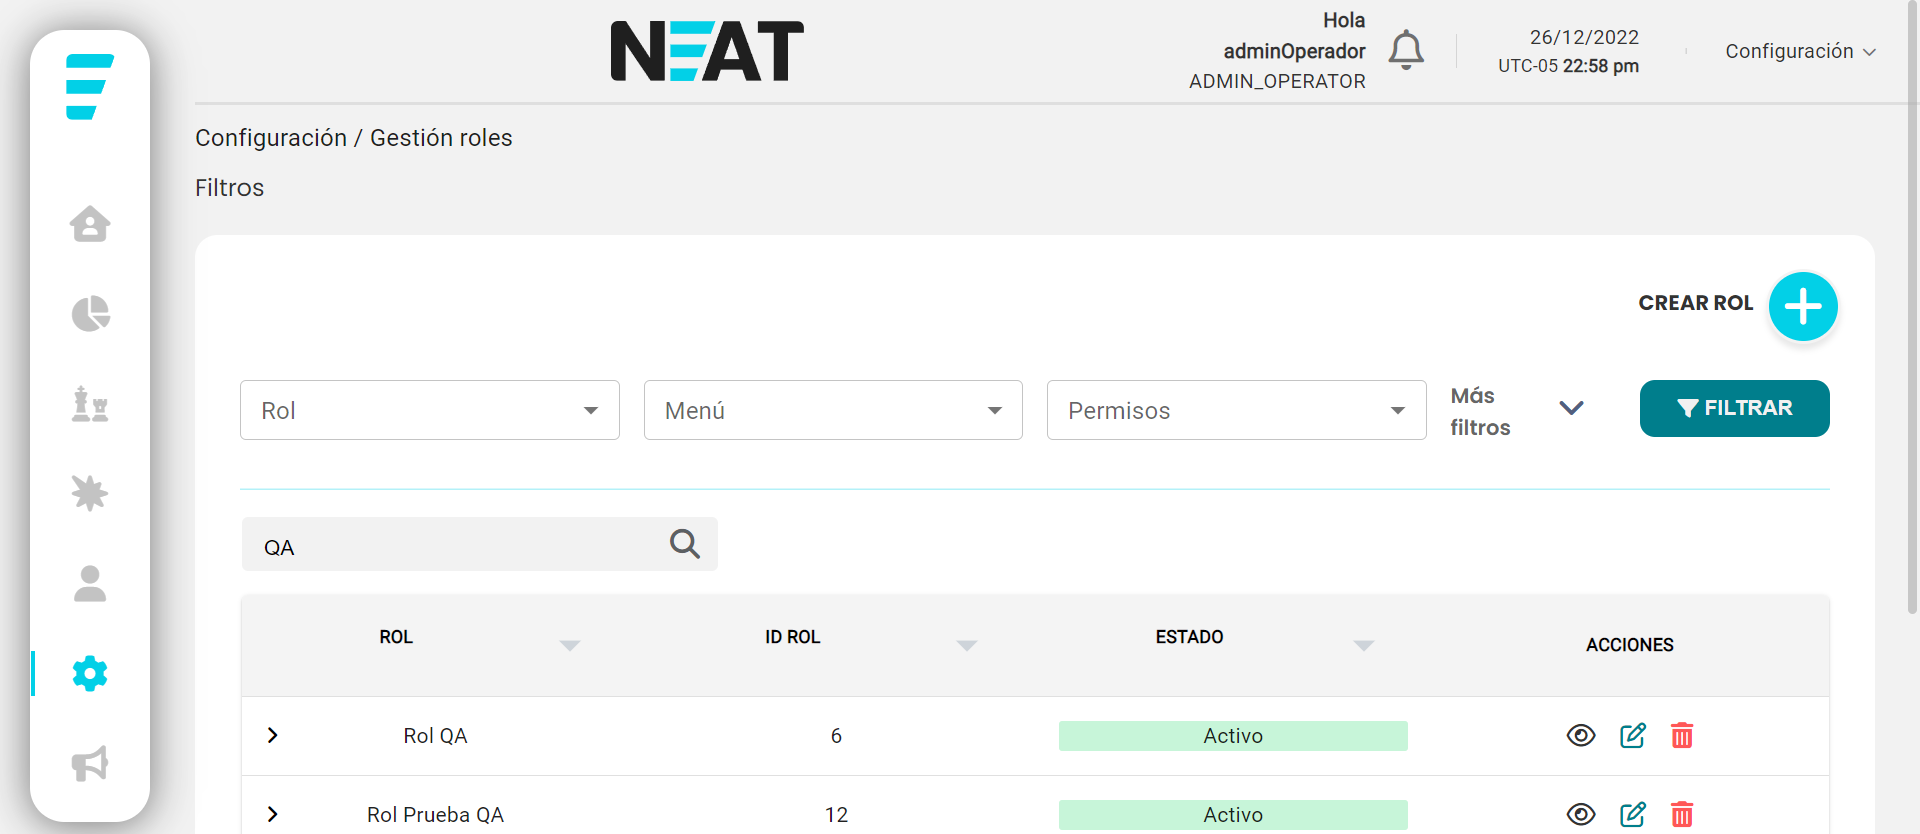 NEAT
Hola
adminOperador
ADMIN_OPERATOR
26/12/2022
UTC-05 22:58 pm
Configuración
Configuración / Gestión roles
Filtros
CREAR ROL
Rol
Menú
Permisos
Más
filtros
FILTRAR
QA
ROL
ID ROL
ESTADO
ACCIONES
Rol QA
6
Activo
Rol Prueba QA
12
Activo